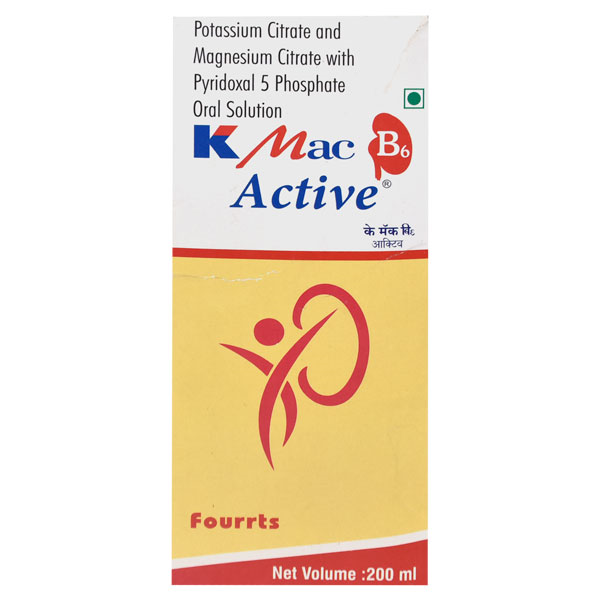 Potassium Citrate and
Magnesium Citrate with
Pyridoxal 5 Phosphate
Oral Solution
K Mac B6
Active®
के मॅक
आक्टिव
Fourrts
Net Volume :200 ml